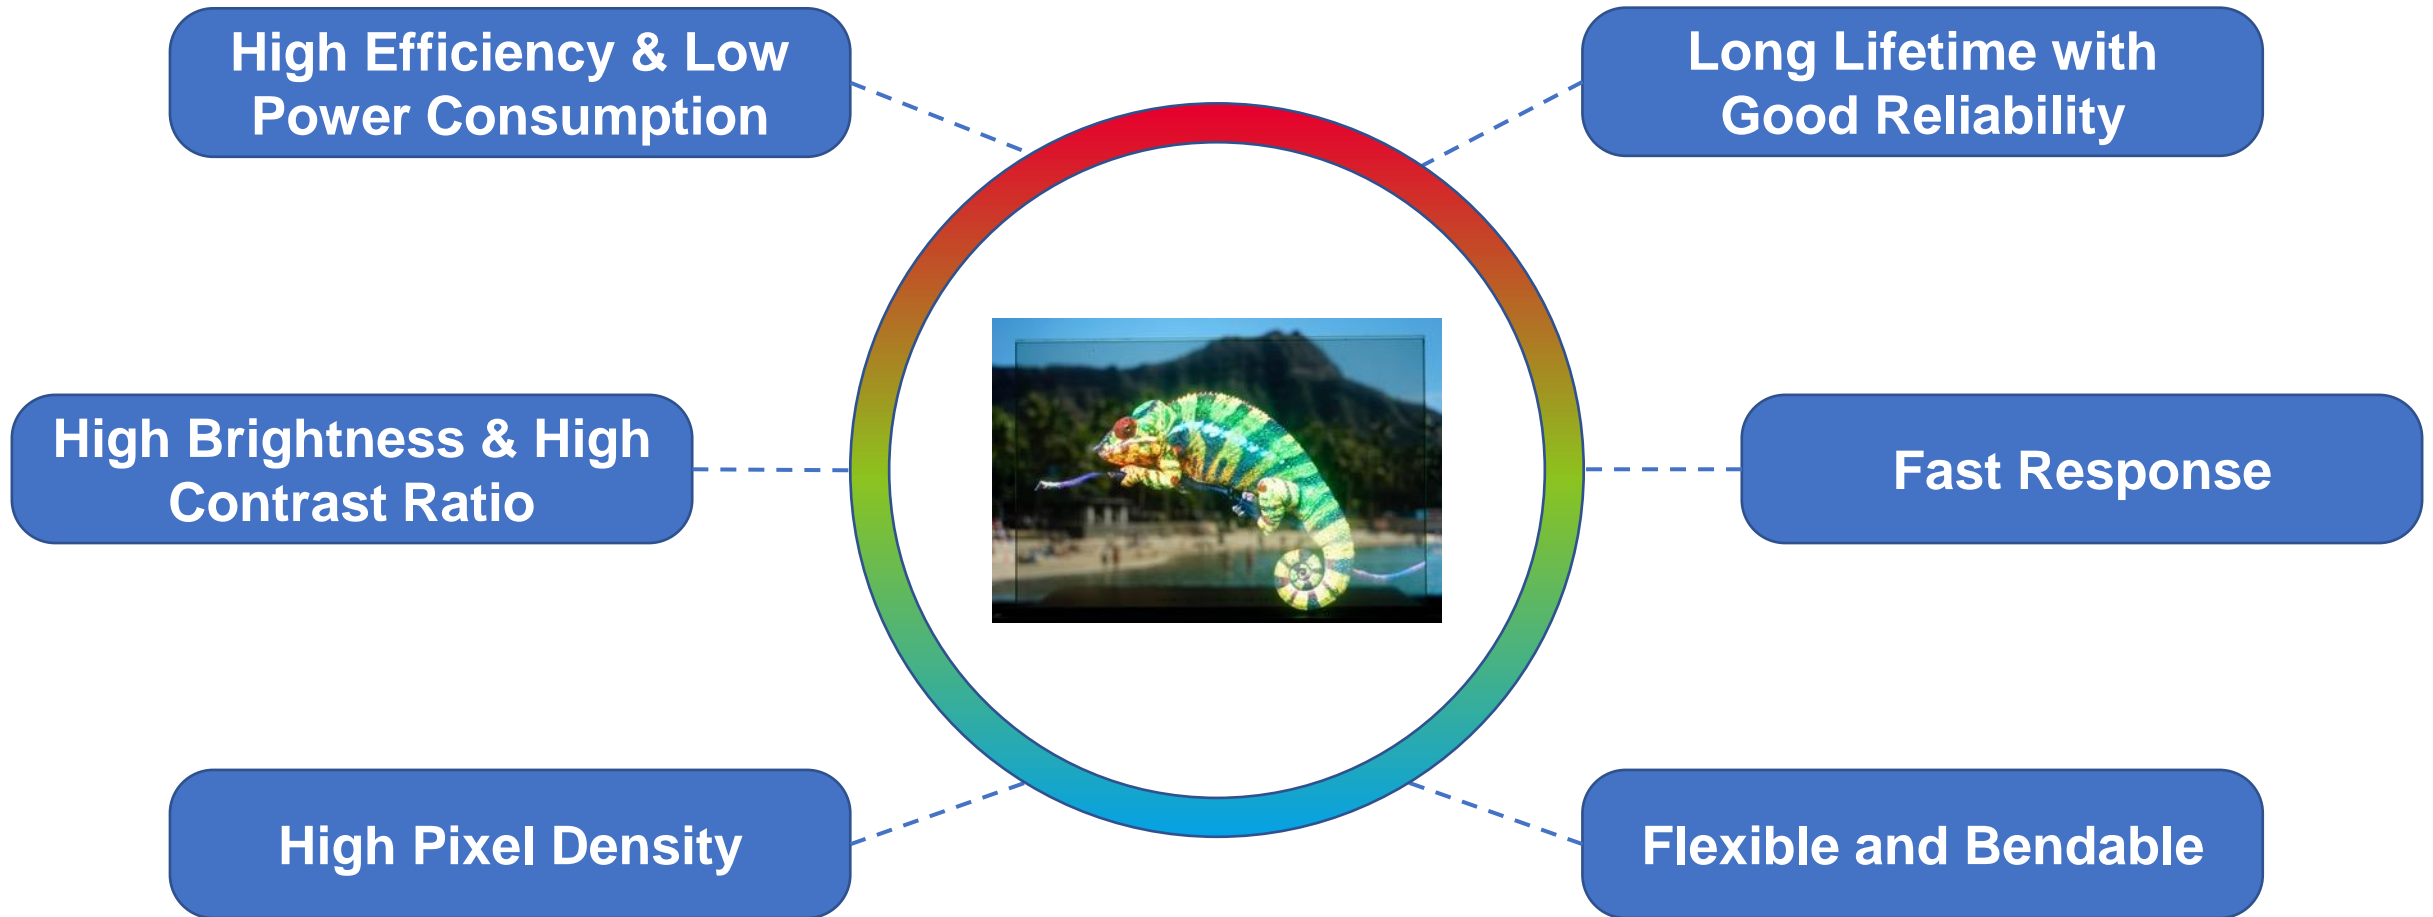 High Efficiency & Low
Power Consumption
Long Lifetime with
Good Reliability
High Brightness & High
Contrast Ratio
Fast Response
High Pixel Density
Flexible and Bendable